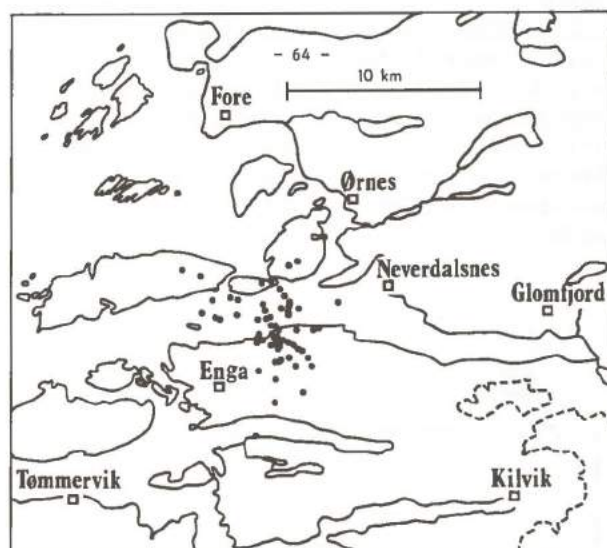 - 64 -
10 km
Fore
Ørnes
Neverdalsnes
Glomfjord
Enga
Tømmervik
Kilvik